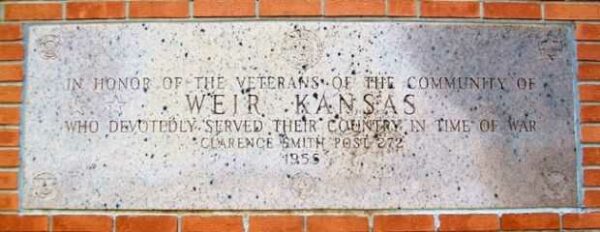 IN HONOR OF THE VETERANS OF THE COMMUNITY OF
WEIR KANSAS
WHO DEVOTEDLY SERVED THEIR COUNTRY IN TIME OF WAR
CLARENCE SMITH POST 272